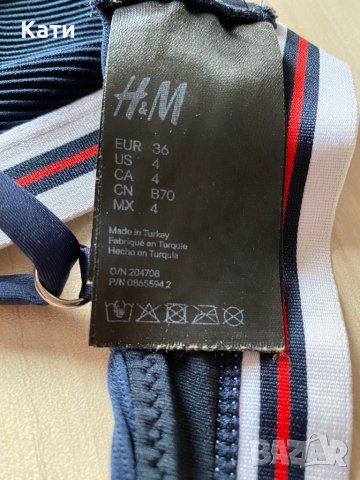 Кати
H&M
EUR 36
US 4
CA 4
CN B70
MX 4
Made in Turkey
Fabriqué en Turquie
Hecho en Turquía
O/N 204708
P/N 0865594 2
BAZAR